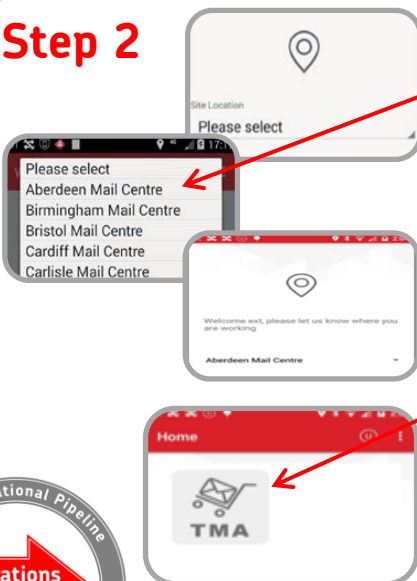 Step 2
Site Location
Please select
17:1
Please select
Aberdeen Mail Centre
Birmingham Mail Centre
Bristol Mail Centre
Cardiff Mail Centre
Carlisle Mail Centre
Welcome ext, please let us know where you
are working
Aberdeen Mail Centre
Home
TMA
ational Pipeline
ations